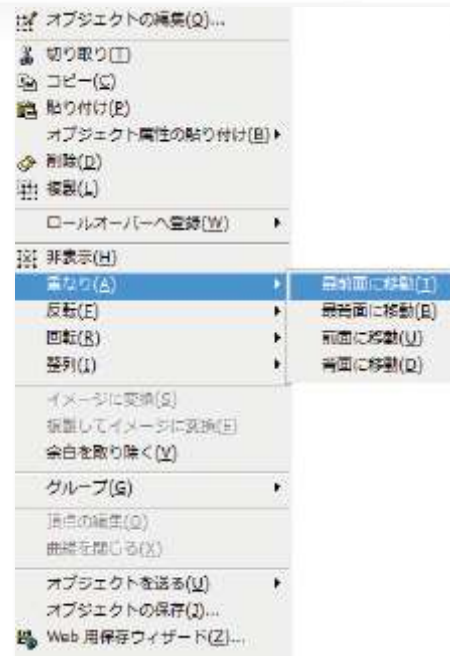 オブジェクトの編集(O)...
切り取り(T)
コピー(C)
貼り付け(P)
オブジェクト属性の貼り付け(B)
削除(D)
複製(L)
ロールオーバーへ登録(W)
非表示(H)
重なり(A)
最前面に移動(T)
最背面に移動(B)
前面に移動(U)
背面に移動(D)
反転(F)
回転(R)
整列(I)
イメージに変換(S)
複製してイメージに変換(E)
余白を取り除く(V)
グループ(G)
頂点の編集(O)
曲線を閉じる(X)
オブジェクトを送る(U)
オブジェクトの保存(J)...
Web 用保存ウィザード(Z)...